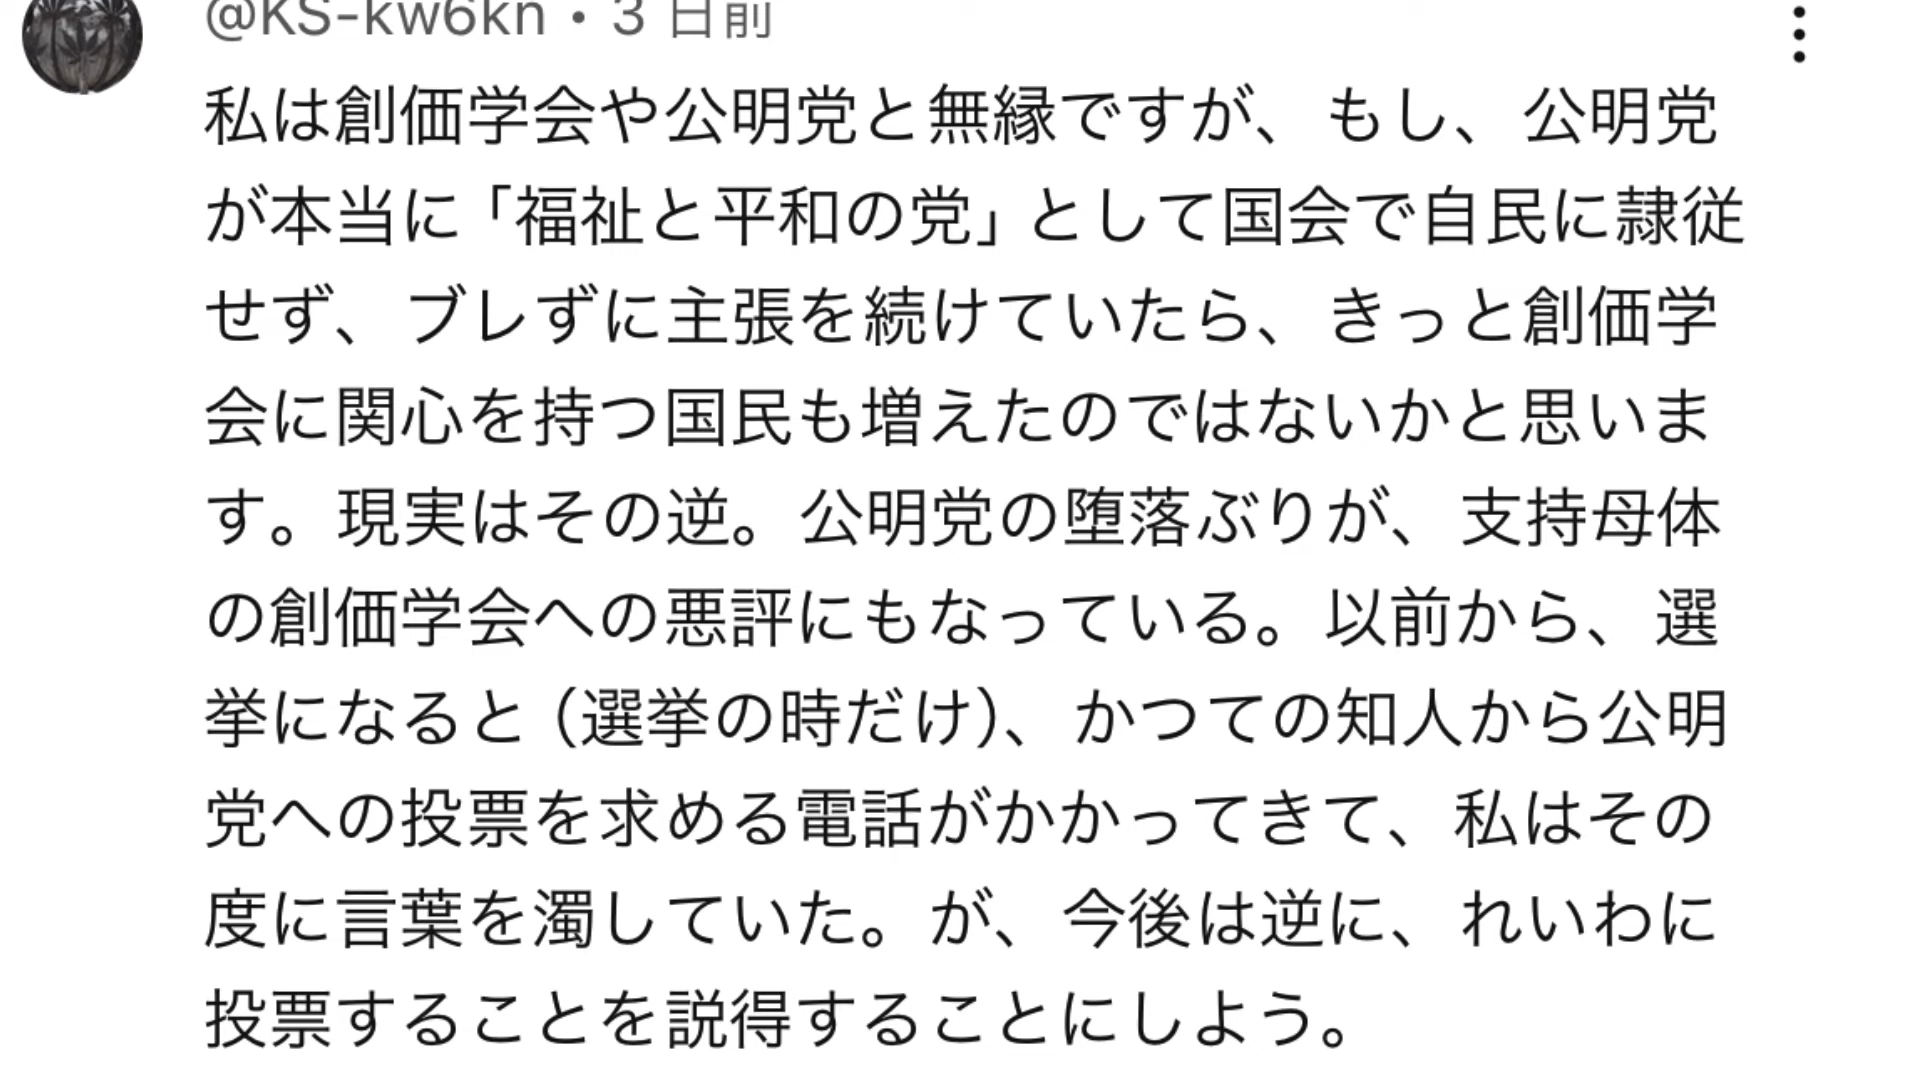 @KS-kw6kn・3 日前
私は創価学会や公明党と無縁ですが、もし、公明党
が本当に「福祉と平和の党」として国会で自民に隷従
せず、ブレずに主張を続けていたら、きっと創価学
会に関心を持つ国民も増えたのではないかと思いま
す。現実はその逆。公明党の堕落ぶりが、支持母体
の創価学会への悪評にもなっている。以前から、選
挙になると（選挙の時だけ）、かつての知人から公明
党への投票を求める電話がかかってきて、私はその
度に言葉を濁していた。が、今後は逆に、れいわに
投票することを説得することにしよう。